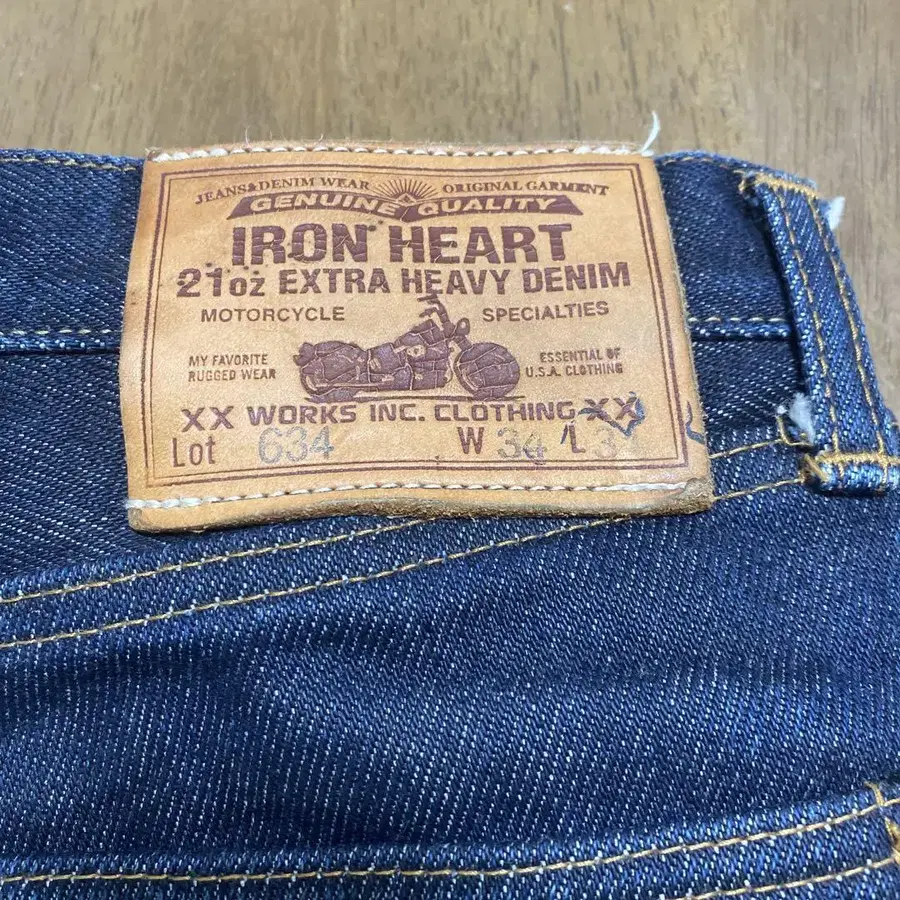 JEANS&DENIM WEAR ORIGINAL GARMENT
GENUINE QUALITY
IRON HEART
21oz EXTRA HEAVY DENIM
MOTORCYCLE SPECIALTIES
MY FAVORITE
RUGGED WEAR
ESSENTIAL OF
U.S.A. CLOTHING
XX WORKS INC. CLOTHING XX
Lot 634 W 34 L